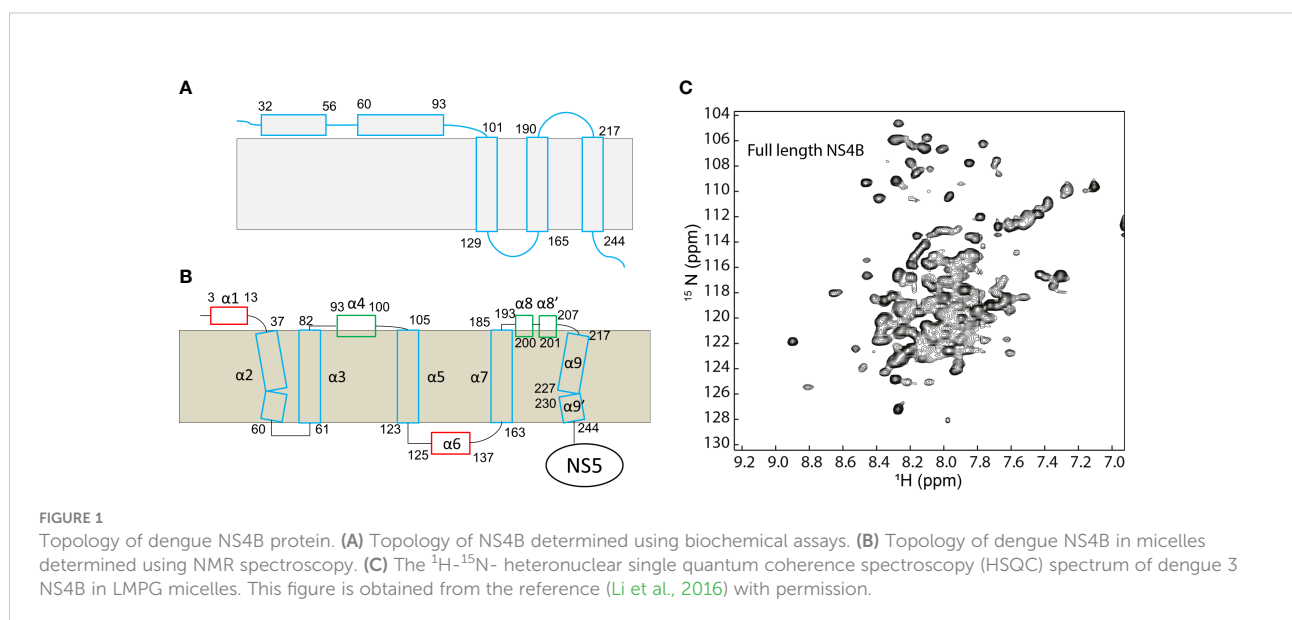 A
32 56 60 93
101 190 217
129 165 244
B
3 α1 13
37 82 93 α4 100 105 185 193 α8 α8’ 207
200 201 217
α2 α3 α5 α7 α9
227
230 α9’
60 61 123 163 244
125 α6 137
NS5
C
Full length NS4B
104
106
108
110
112
114
116
118
120
122
124
126
128
130
¹⁵N (ppm)
9.2 9.0 8.8 8.6 8.4 8.2 8.0 7.8 7.6 7.4 7.2 7.0
¹H (ppm)
FIGURE 1
Topology of dengue NS4B protein. (A) Topology of NS4B determined using biochemical assays. (B) Topology of dengue NS4B in micelles
determined using NMR spectroscopy. (C) The ¹H-¹⁵N- heteronuclear single quantum coherence spectroscopy (HSQC) spectrum of dengue 3
NS4B in LMPG micelles. This figure is obtained from the reference (Li et al., 2016) with permission.